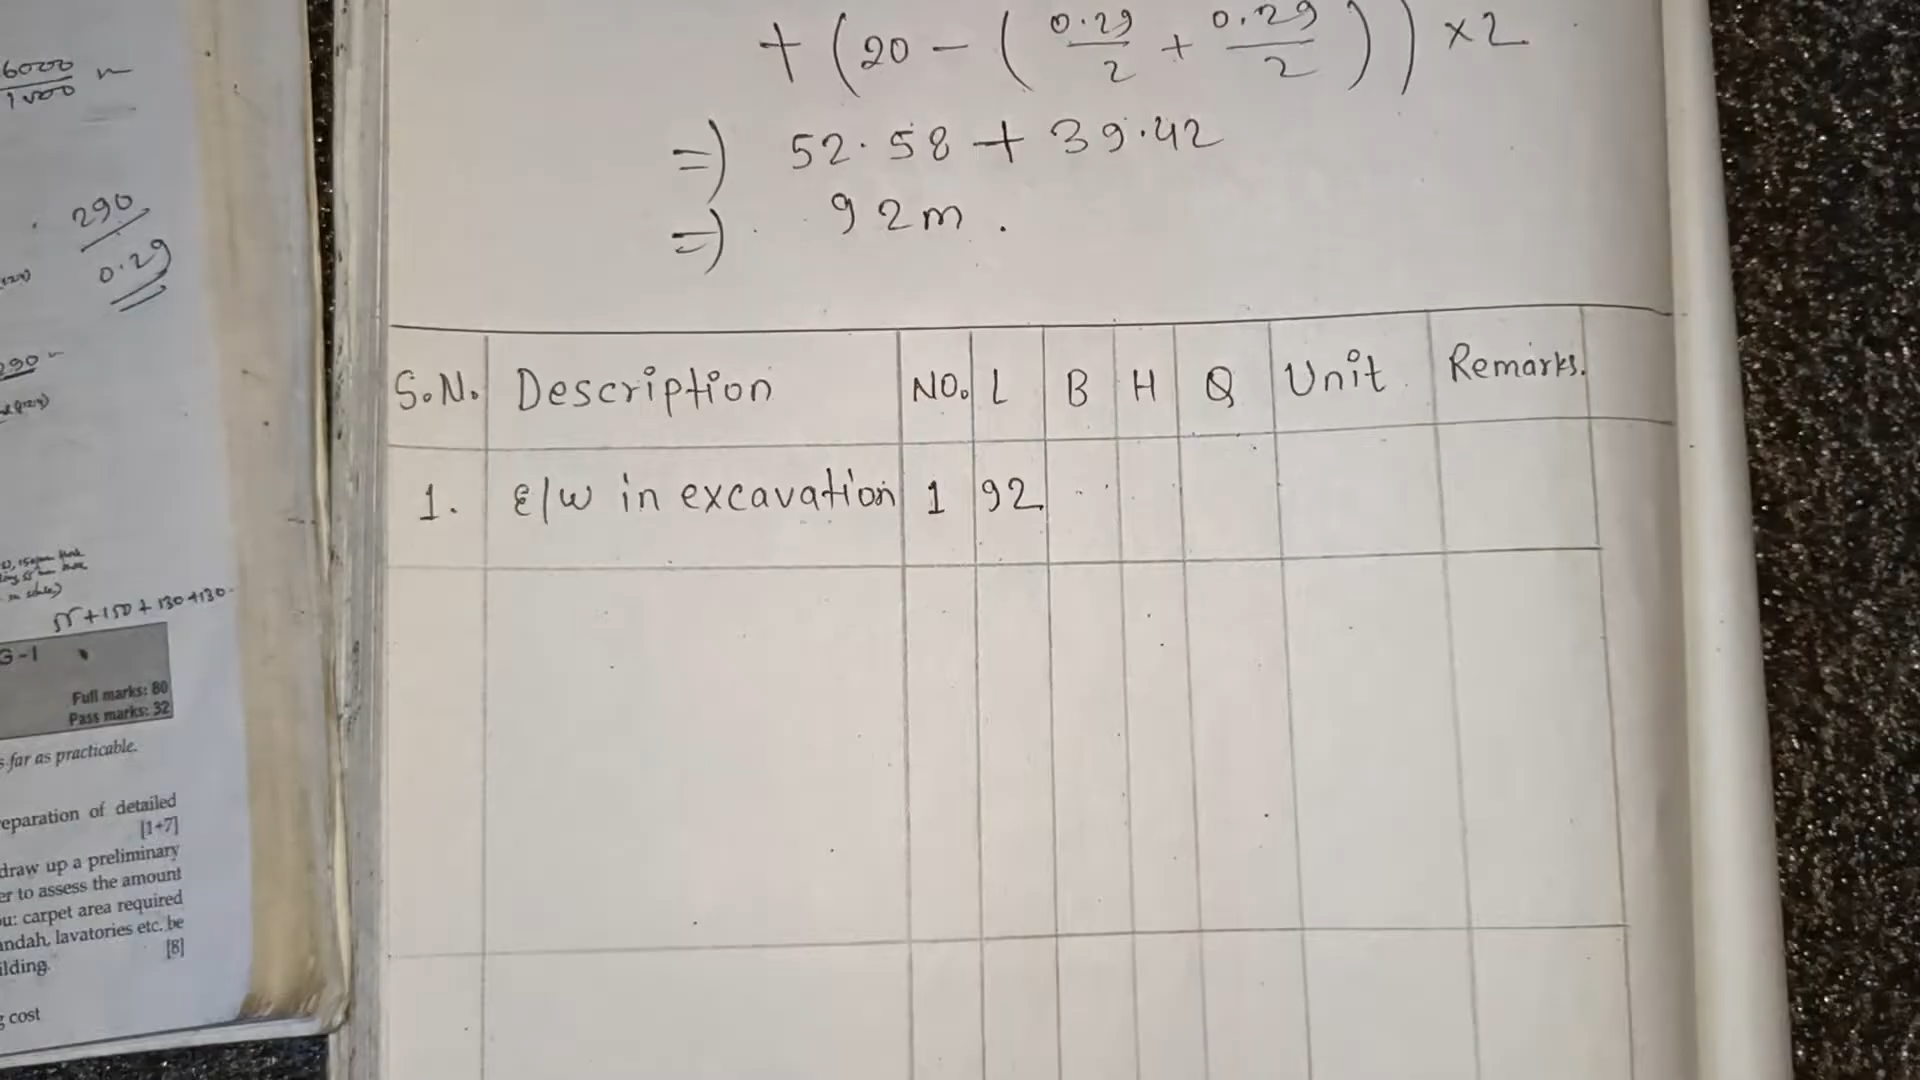 6000
1000
290
0.29
290
55+150+130+130
G-1
Full marks: 80
Pass marks: 32
far as practicable.
eparation of detailed
[1+7]
draw up a preliminary
er to assess the amount
ou: carpet area required
andah, lavatories etc. be
ilding.
[8]
cost
+ (20 - (0.29/2 + 0.29/2)) ×2
=) 52.58 + 39.42
=) 92m.
S.N. Description NO. L B H Q Unit Remarks.
1. E/W in excavation 1 92